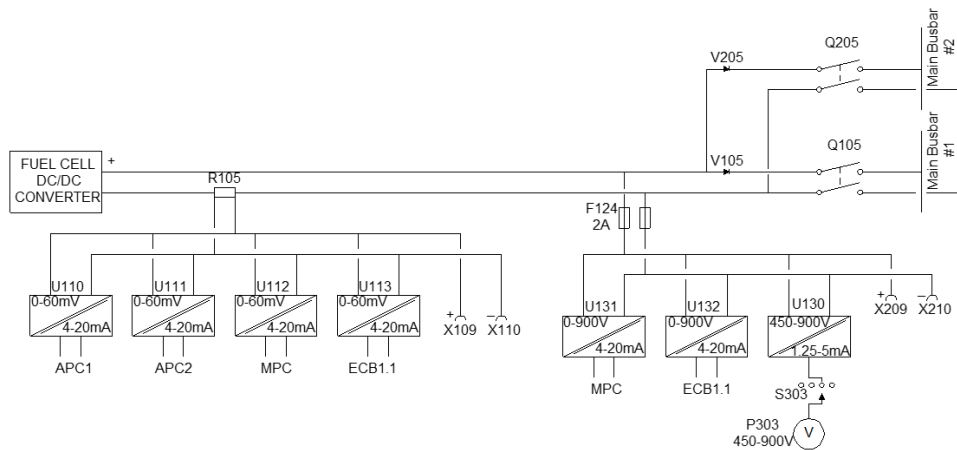 Q205
V205
Main Busbar
#2
FUEL CELL
DC/DC
CONVERTER
+
R105
V105
Q105
Main Busbar
#1
F124
2A
U110
0-60mV
4-20mA
APC1
U111
0-60mV
4-20mA
APC2
U112
0-60mV
4-20mA
MPC
U113
0-60mV
4-20mA
ECB1.1
+
X109
−
X110
U131
0-900V
4-20mA
MPC
U132
0-900V
4-20mA
ECB1.1
U130
450-900V
1.25-5mA
+
X209
−
X210
S303
P303
450-900V
V